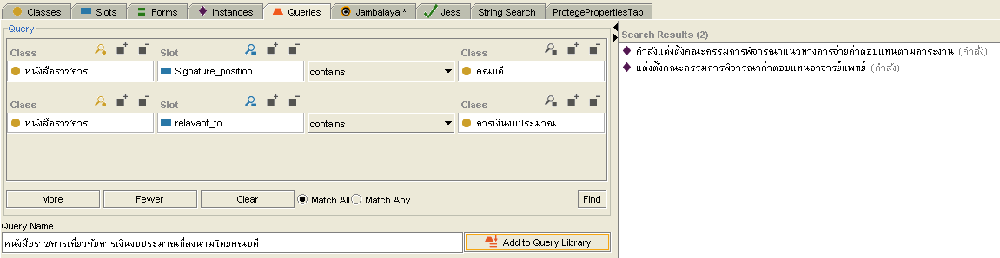 Classes Slots Forms Instances Queries Jambalaya * Jess String Search ProtegePropertiesTab
Query
Class Slot Class
หนังสือราชการ Signature_position contains คณบดี
Class Slot Class
หนังสือราชการ relavant_to contains การเงินงบประมาณ
More Fewer Clear Match All Match Any Find
Query Name
หนังสือราชการเกี่ยวกับการเงินงบประมาณที่ลงนามโดยคณบดี Add to Query Library
Search Results (2)
คำสั่งแต่งตั้งคณะกรรมการพิจารณาแนวทางการจ่ายค่าตอบแทนตามภาระงาน (คำสั่ง)
แต่งตั้งคณะกรรมการพิจารณาค่าตอบแทนอาจารย์แพทย์ (คำสั่ง)